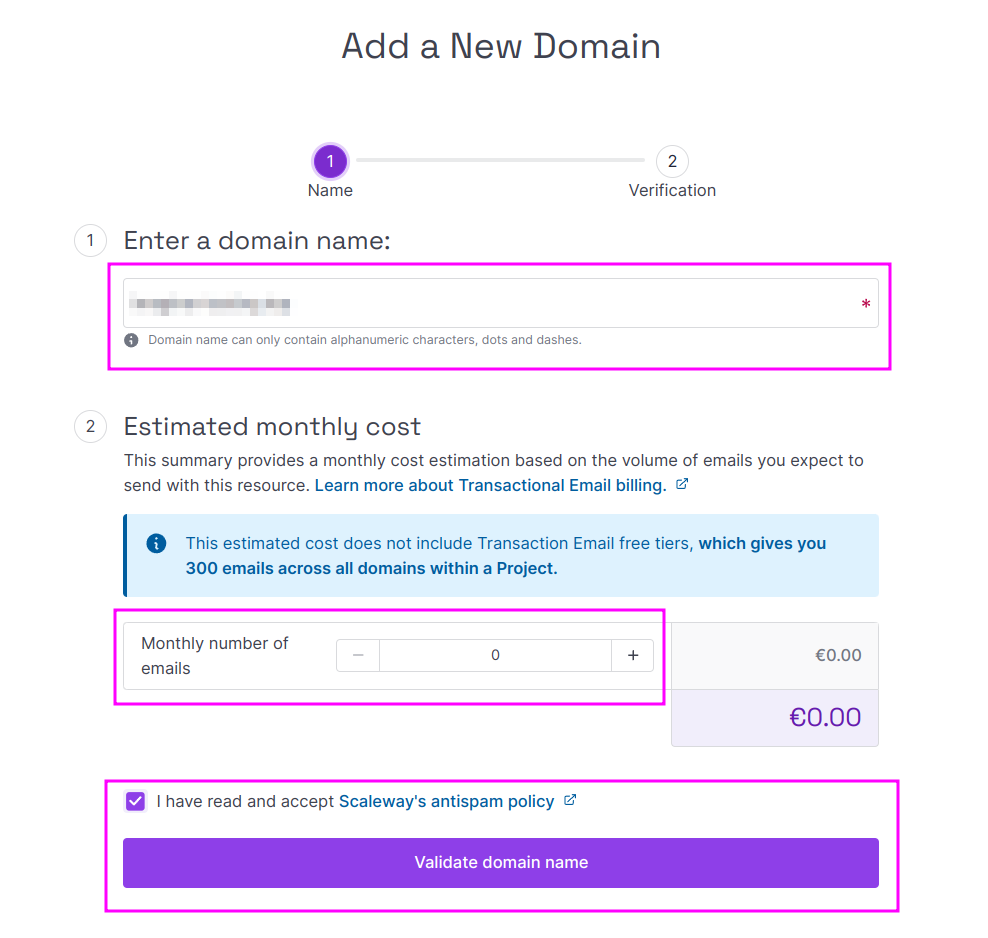 Add a New Domain
1
2
Name
Verification
1
Enter a domain name:
*
Domain name can only contain alphanumeric characters, dots and dashes.
2
Estimated monthly cost
This summary provides a monthly cost estimation based on the volume of emails you expect to
send with this resource. Learn more about Transactional Email billing.
This estimated cost does not include Transaction Email free tiers, which gives you
300 emails across all domains within a Project.
Monthly number of
emails
− 0 +
€0.00
€0.00
I have read and accept Scaleway's antispam policy
Validate domain name